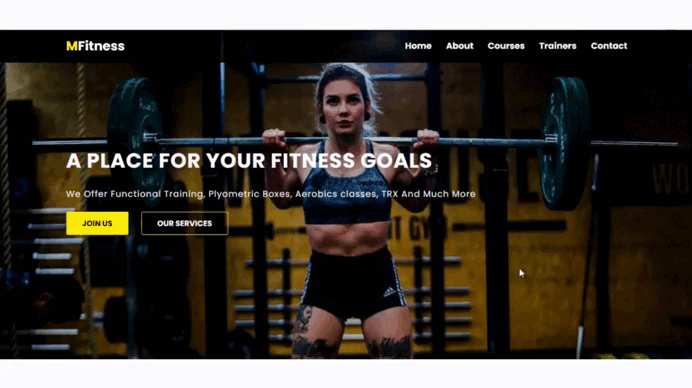 MFitness
Home About Courses Trainers Contact
A PLACE FOR YOUR FITNESS GOALS
We Offer Functional Training, Plyometric Boxes, Aerobics classes, TRX And Much More
JOIN US OUR SERVICES
adidas